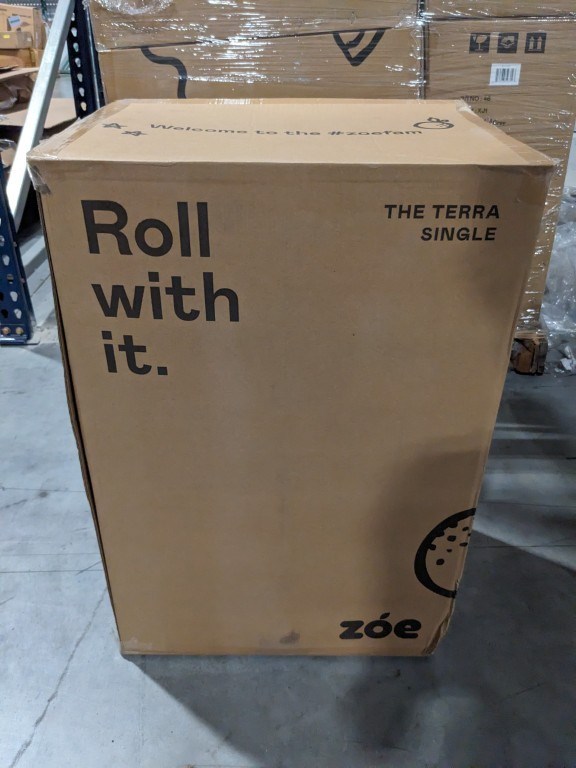 Welcome to the #zoefam
Roll
with
it.
THE TERRA
SINGLE
zóe